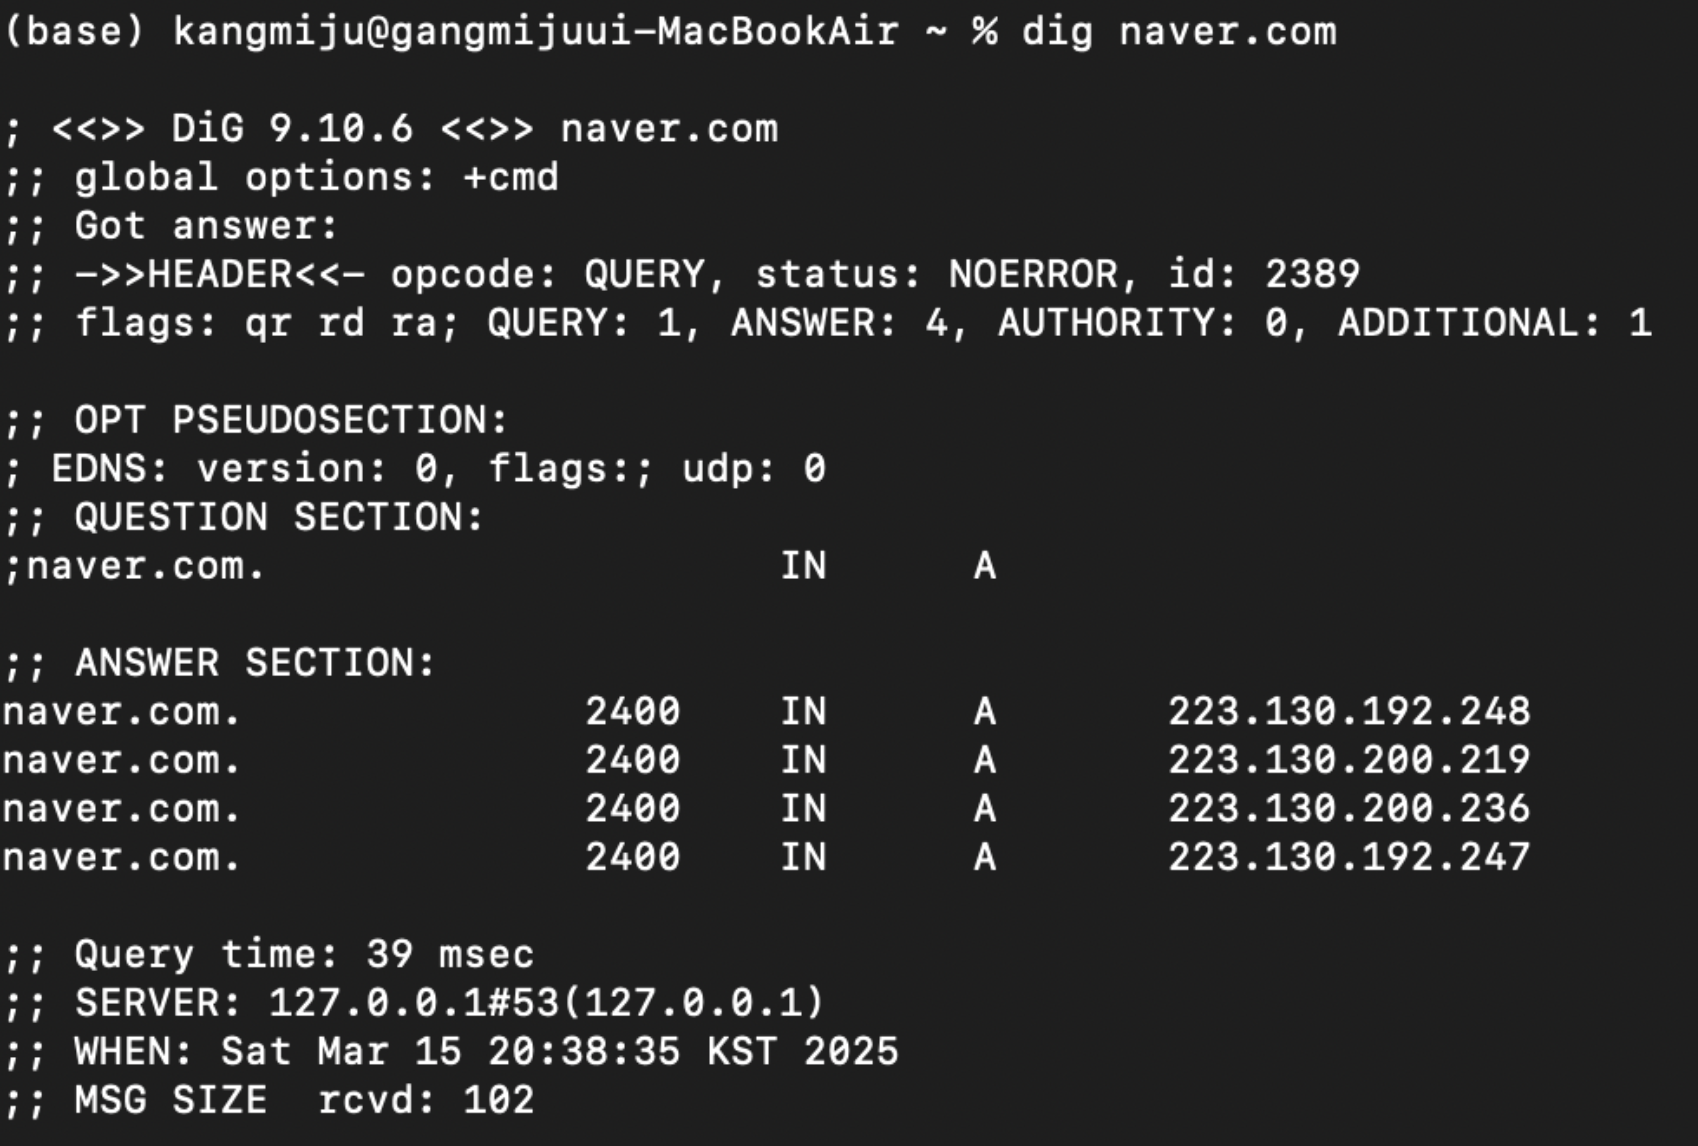 (base) kangmiju@gangmijuui-MacBookAir ~ % dig naver.com
; <<>> DiG 9.10.6 <<>> naver.com
;; global options: +cmd
;; Got answer:
;; ->>HEADER<<- opcode: QUERY, status: NOERROR, id: 2389
;; flags: qr rd ra; QUERY: 1, ANSWER: 4, AUTHORITY: 0, ADDITIONAL: 1
;; OPT PSEUDOSECTION:
; EDNS: version: 0, flags:; udp: 0
;; QUESTION SECTION:
;naver.com. IN A
;; ANSWER SECTION:
naver.com. 2400 IN A 223.130.192.248
naver.com. 2400 IN A 223.130.200.219
naver.com. 2400 IN A 223.130.200.236
naver.com. 2400 IN A 223.130.192.247
;; Query time: 39 msec
;; SERVER: 127.0.0.1#53(127.0.0.1)
;; WHEN: Sat Mar 15 20:38:35 KST 2025
;; MSG SIZE  rcvd: 102